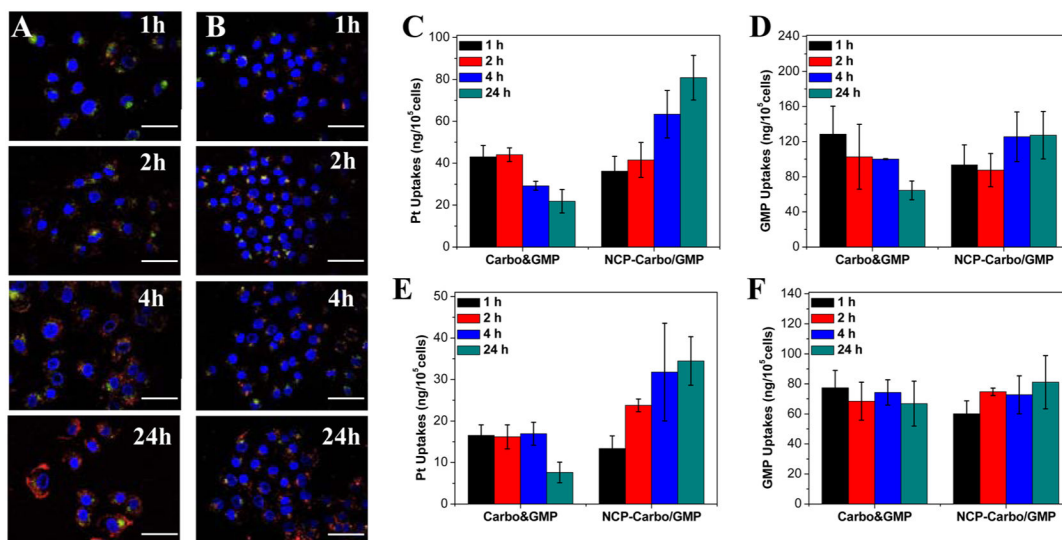 A
1h
2h
4h
24h
B
1h
2h
4h
24h
C
100
80
60
40
20
0
Pt Uptakes (ng/10⁵cells)
1 h
2 h
4 h
24 h
Carbo&GMP
NCP-Carbo/GMP
D
240
200
160
120
80
40
0
GMP Uptakes (ng/10⁵cells)
1 h
2 h
4 h
24 h
Carbo&GMP
NCP-Carbo/GMP
E
50
40
30
20
10
0
Pt Uptakes (ng/10⁵cells)
1 h
2 h
4 h
24 h
Carbo&GMP
NCP-Carbo/GMP
F
140
120
100
80
60
40
20
0
GMP Uptakes (ng/10⁵cells)
1 h
2 h
4 h
24 h
Carbo&GMP
NCP-Carbo/GMP